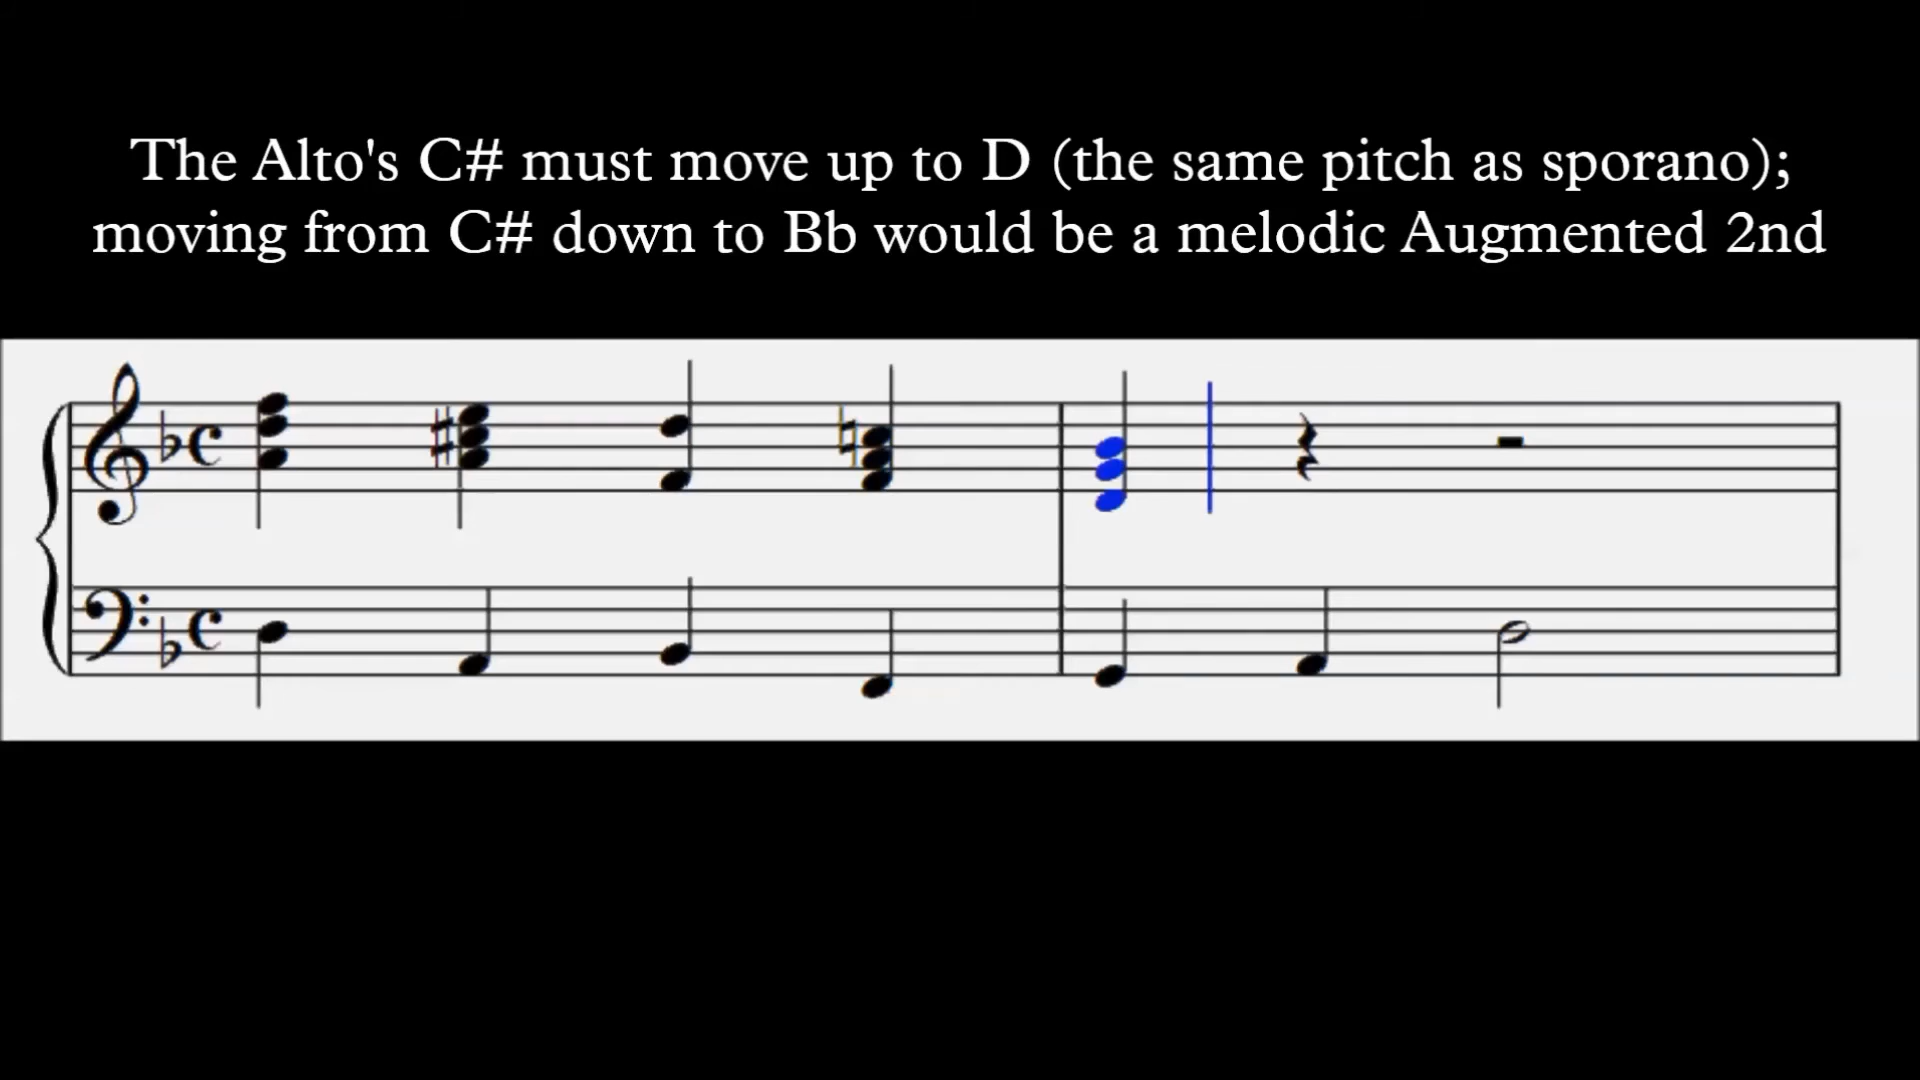 The Alto's C# must move up to D (the same pitch as sporano);
moving from C# down to Bb would be a melodic Augmented 2nd